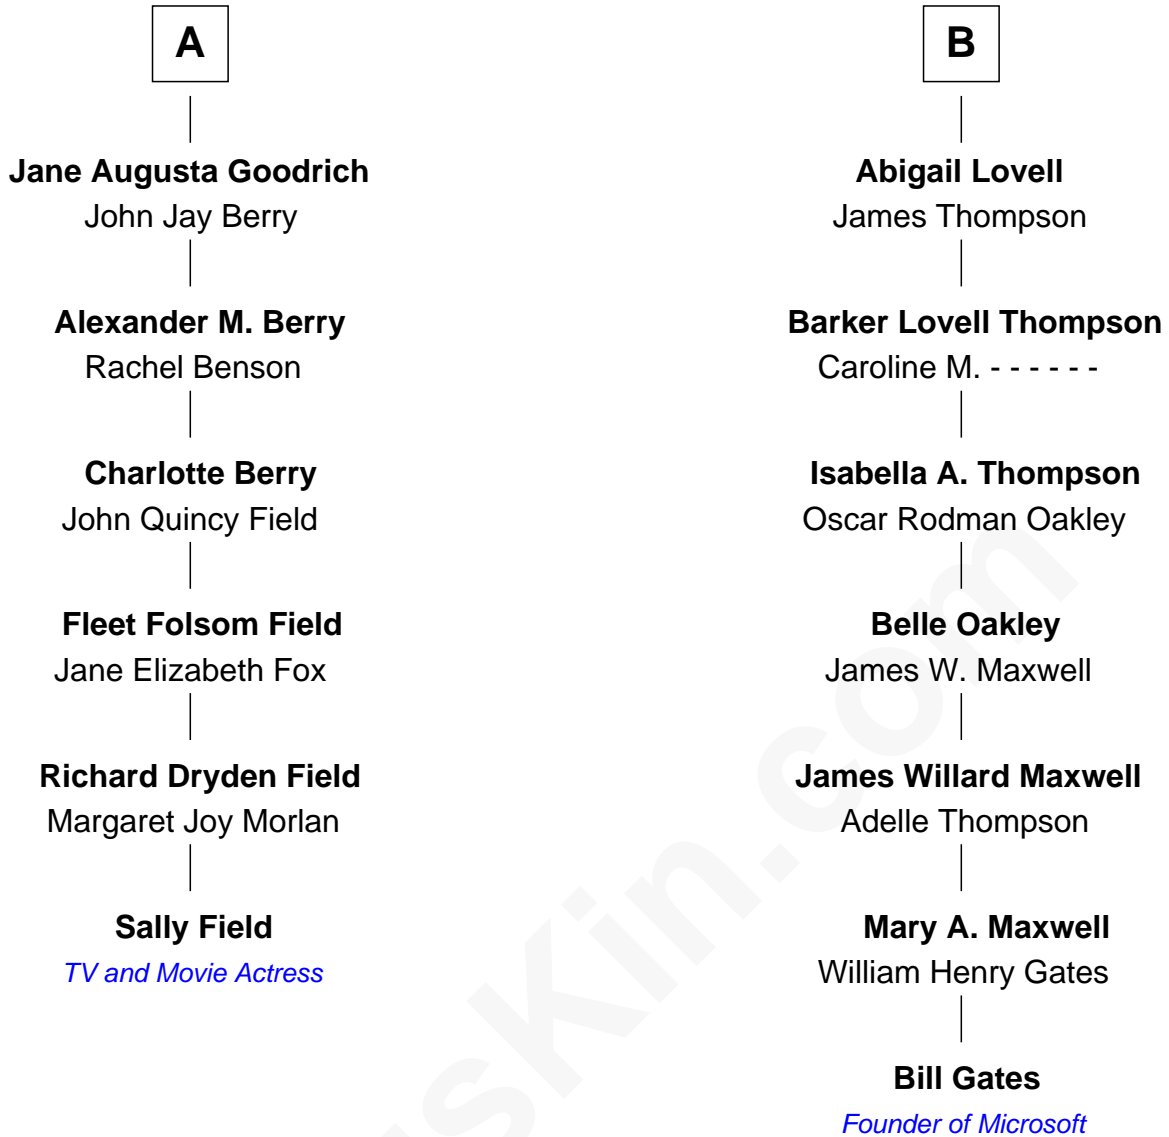 A
Jane Augusta Goodrich
John Jay Berry
Alexander M. Berry
Rachel Benson
Charlotte Berry
John Quincy Field
Fleet Folsom Field
Jane Elizabeth Fox
Richard Dryden Field
Margaret Joy Morlan
Sally Field
TV and Movie Actress
B
Abigail Lovell
James Thompson
Barker Lovell Thompson
Caroline M. - - - - - -
Isabella A. Thompson
Oscar Rodman Oakley
Belle Oakley
James W. Maxwell
James Willard Maxwell
Adelle Thompson
Mary A. Maxwell
William Henry Gates
Bill Gates
Founder of Microsoft
sKin.com